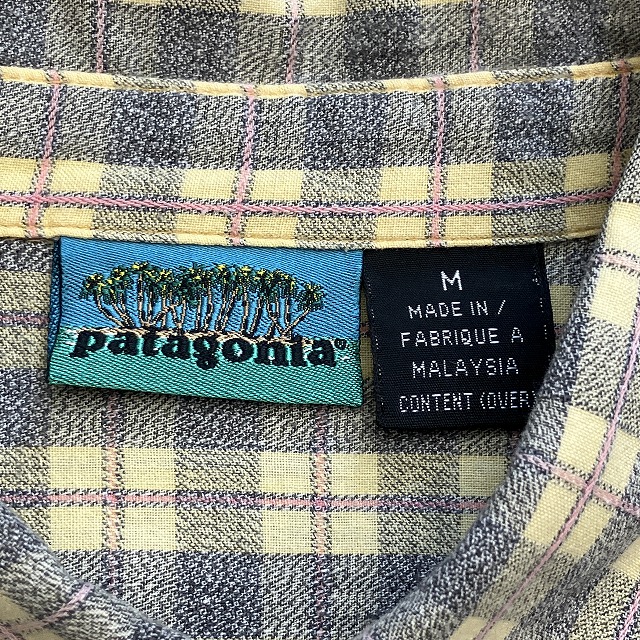 patagonia®
M
MADE IN /
FABRIQUE A
MALAYSIA
CONTENT (OVER